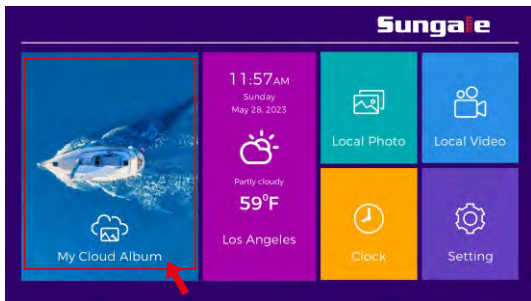 Sungale
My Cloud Album
11:57AM
Sunday
May 28, 2023
Partly cloudy
59°F
Los Angeles
Local Photo
Local Video
Clock
Setting